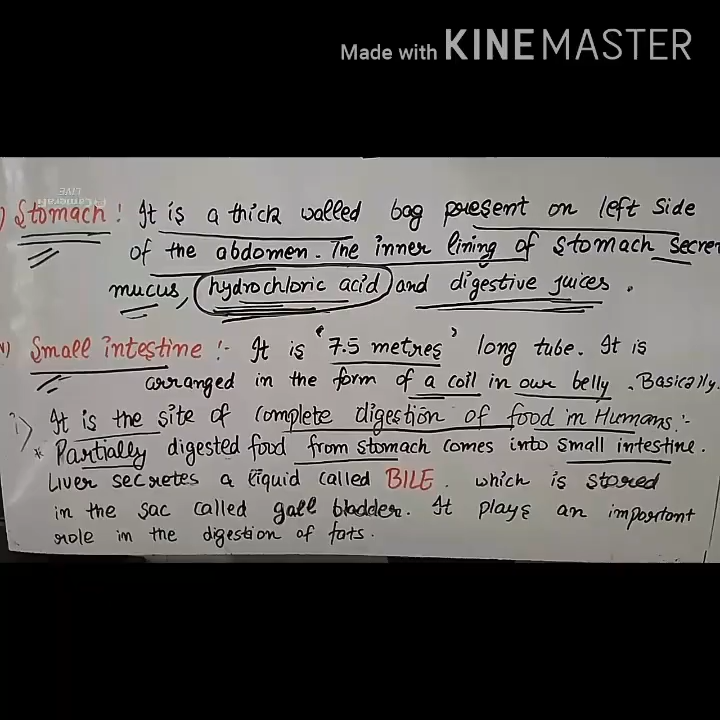 Made with KINEMASTER
LIVE
) Stomach ! It is a thick walled bag present on left side
of the abdomen. The inner lining of stomach secre
mucus, hydrochloric acid and digestive juices .
v) Small intestine !- It is '7.5 metres' long tube. It is
arranged in the form of a coil in our belly . Basically.
i> It is the site of complete digestion of food in Humans:-
* Partially digested food from stomach comes into small intestine.
Liver secretes a liquid called BILE. which is stored
in the sac called gall bladder. It plays an important
role in the digestion of fats.